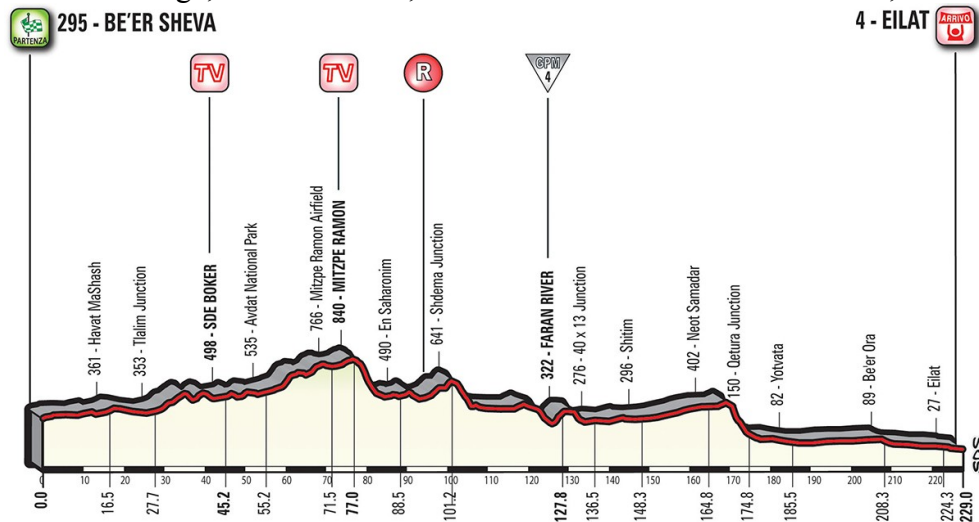 295 - BE'ER SHEVA
4 - EILAT
PARTENZA
ARRIVO
TV
TV
R
GPM
4
361 - Havat MaShash
353 - Tlalim Junction
498 - SDE BOKER
535 - Avdat National Park
766 - Mitzpe Ramon Airfield
840 - MITZPE RAMON
490 - En Saharonim
641 - Shdema Junction
322 - FARAN RIVER
276 - 40 x 13 Junction
296 - Shitim
402 - Neot Samadar
150 - Qetura Junction
82 - Yotvata
89 - Be'er Ora
27 - Eilat
10 20 30 40 50 60 70 80 90 100 110 120 130 140 150 160 170 180 190 200 210 220
0.0 16.5 27.7 45.2 55.2 71.5 77.0 88.5 101.2 127.8 136.5 148.3 164.8 174.8 185.5 208.3 224.3 229.0